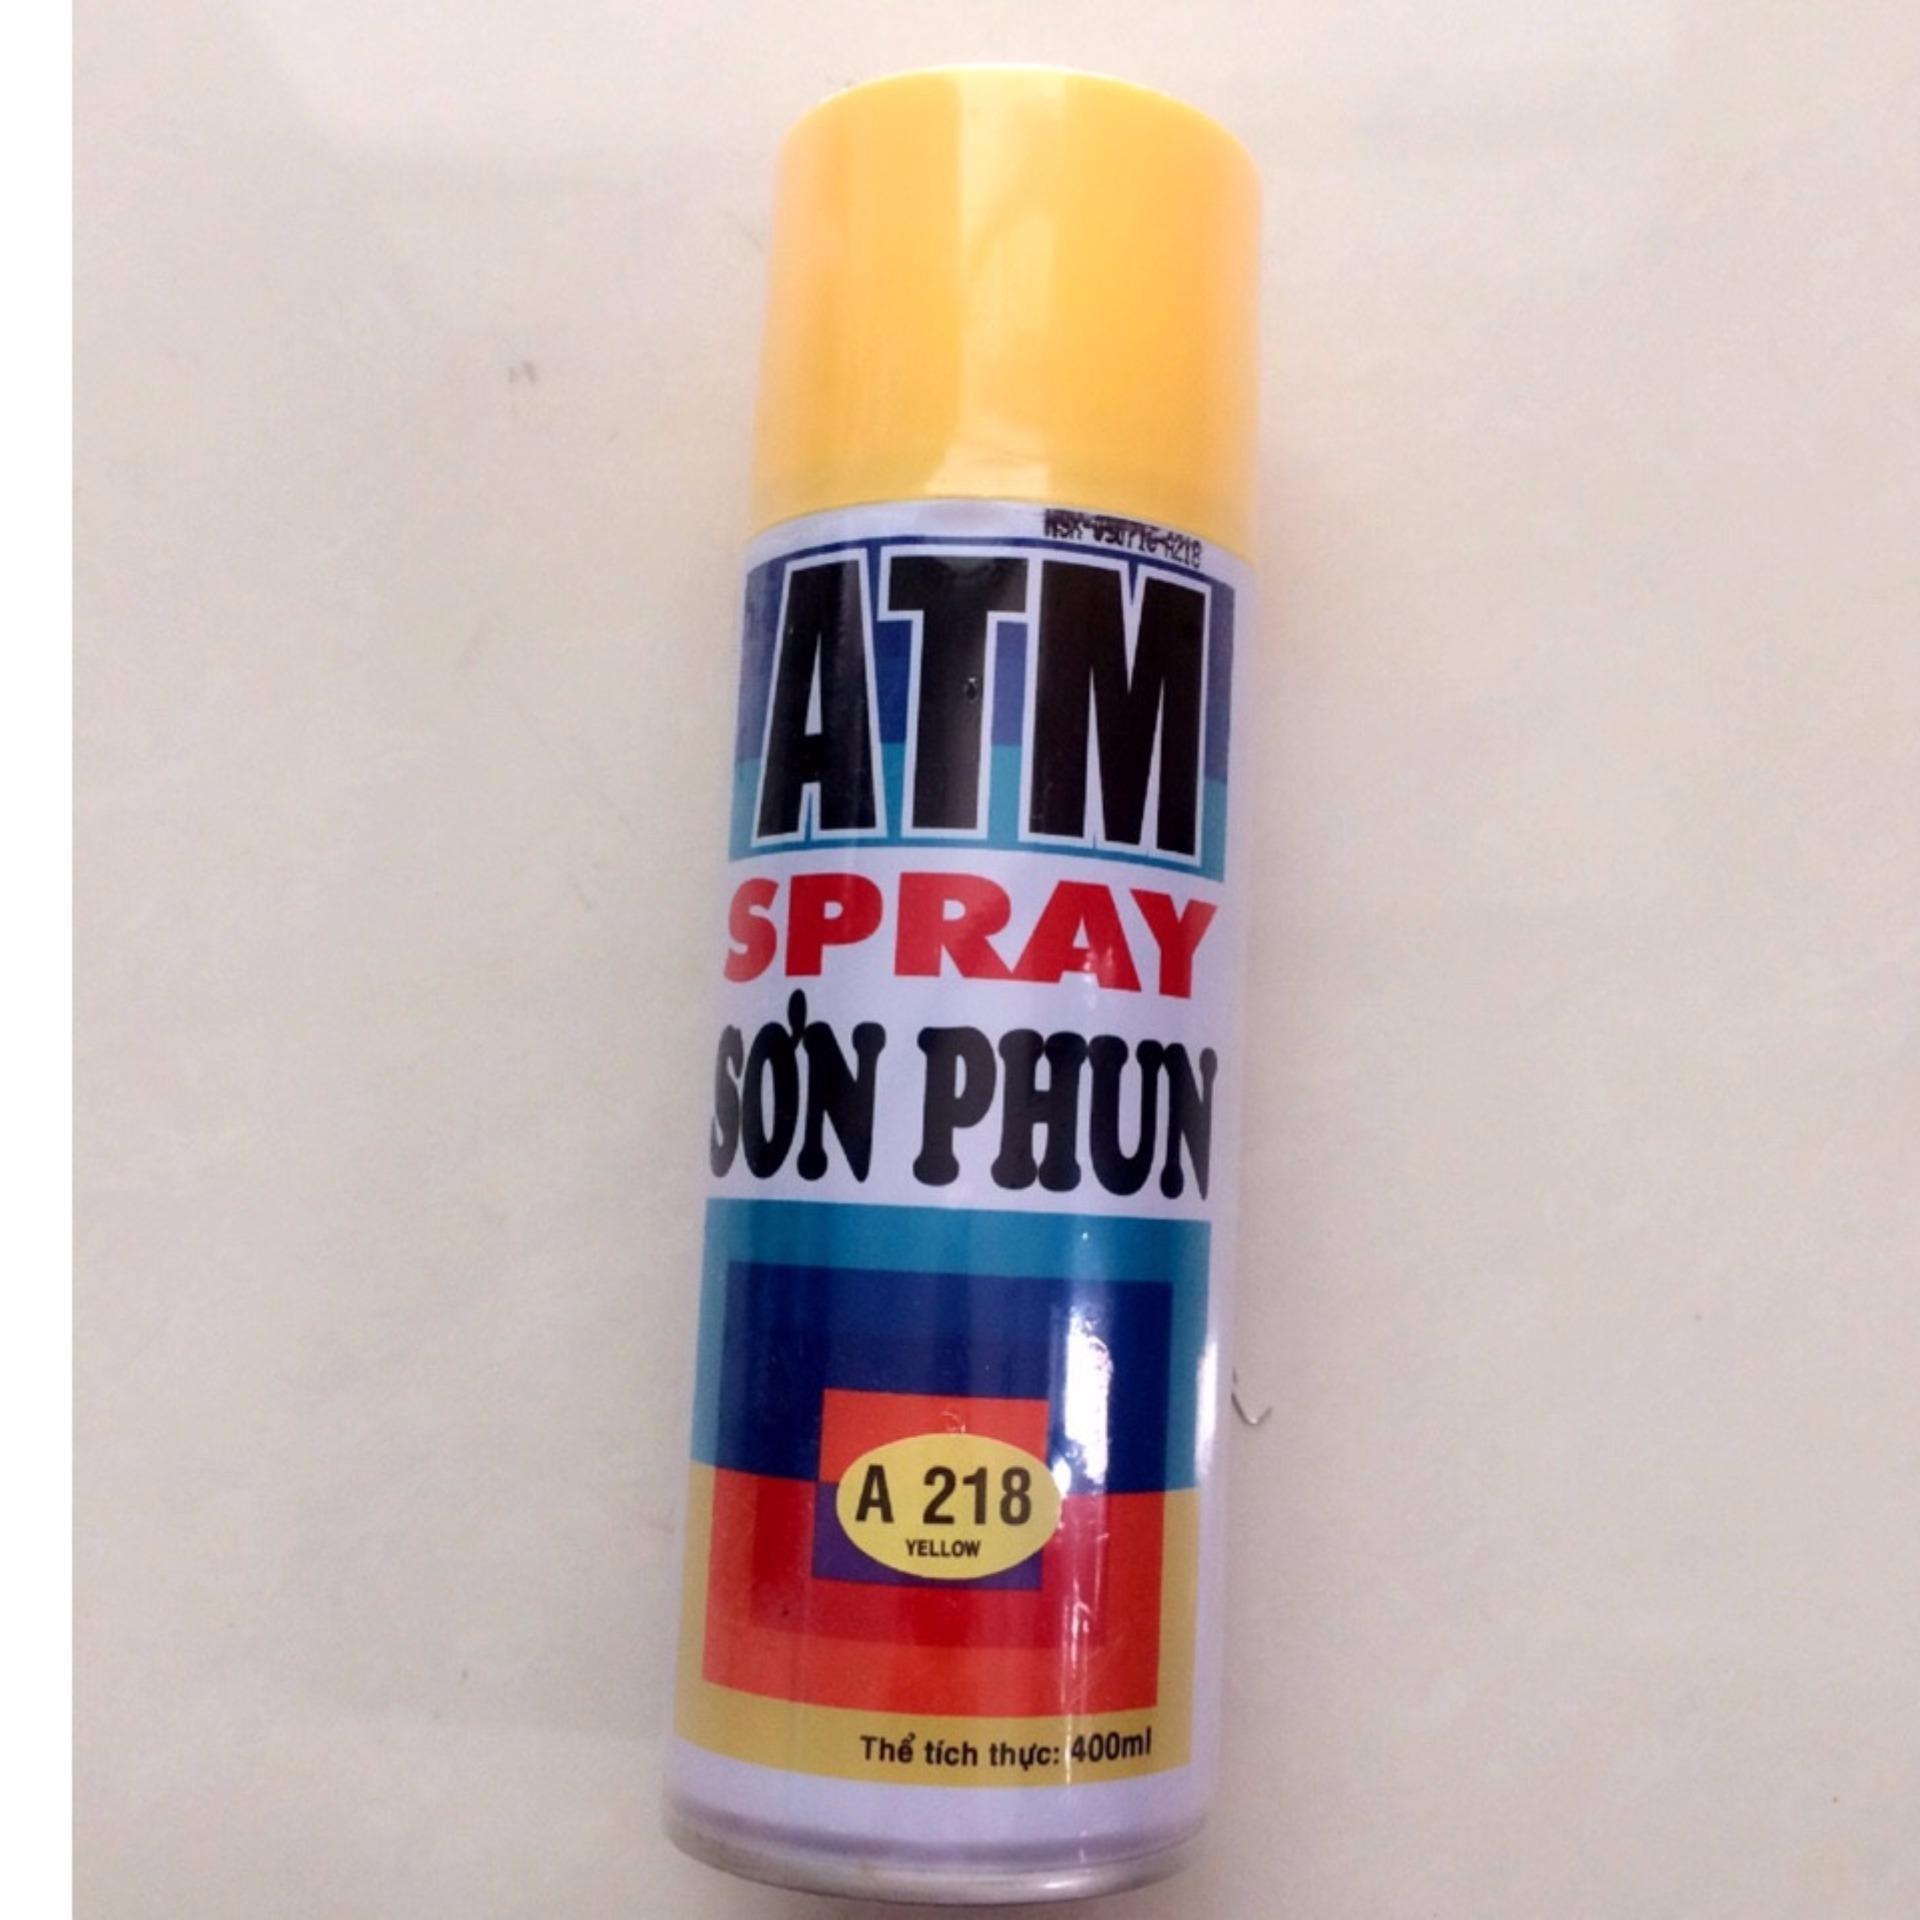 ATM
SPRAY
SƠN PHUN
A 218
YELLOW
Thể tích thực: 400ml